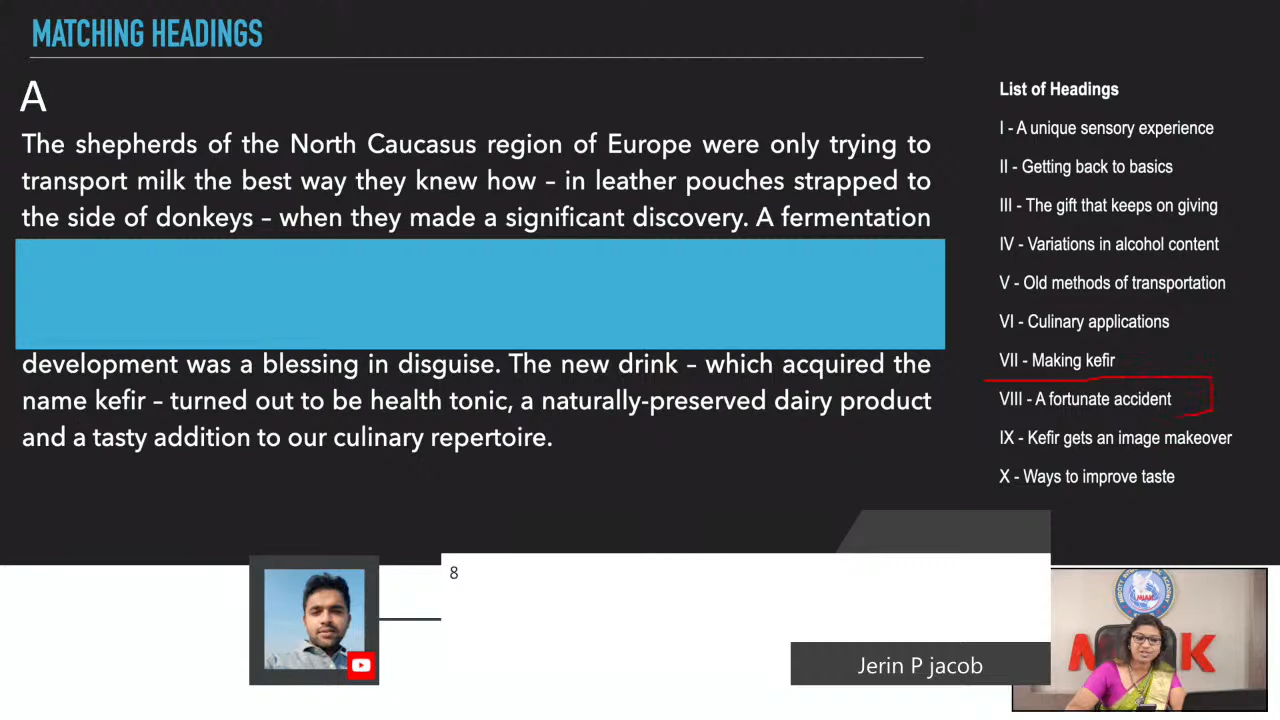 MATCHING HEADINGS
A
The shepherds of the North Caucasus region of Europe were only trying to
transport milk the best way they knew how – in leather pouches strapped to
the side of donkeys – when they made a significant discovery. A fermentation
development was a blessing in disguise. The new drink – which acquired the
name kefir – turned out to be health tonic, a naturally-preserved dairy product
and a tasty addition to our culinary repertoire.
List of Headings
I - A unique sensory experience
II - Getting back to basics
III - The gift that keeps on giving
IV - Variations in alcohol content
V - Old methods of transportation
VI - Culinary applications
VII - Making kefir
VIII - A fortunate accident
IX - Kefir gets an image makeover
X - Ways to improve taste
8
Jerin P jacob
MIAK